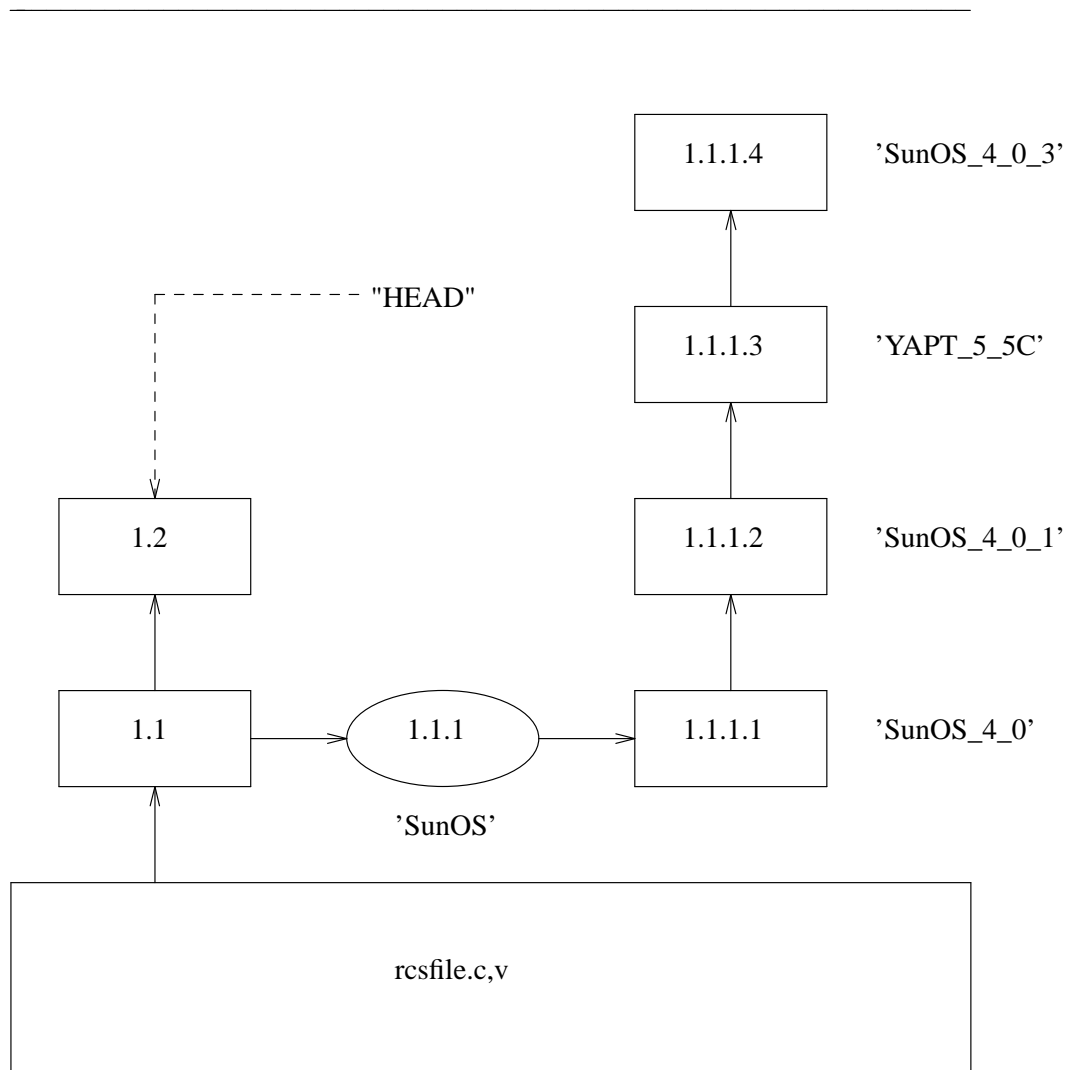 1.1.1.4 ’SunOS_4_0_3’
"HEAD"
1.1.1.3 ’YAPT_5_5C’
1.2 1.1.1.2 ’SunOS_4_0_1’
1.1 1.1.1 1.1.1.1 ’SunOS_4_0’
’SunOS’
rcsfile.c,v